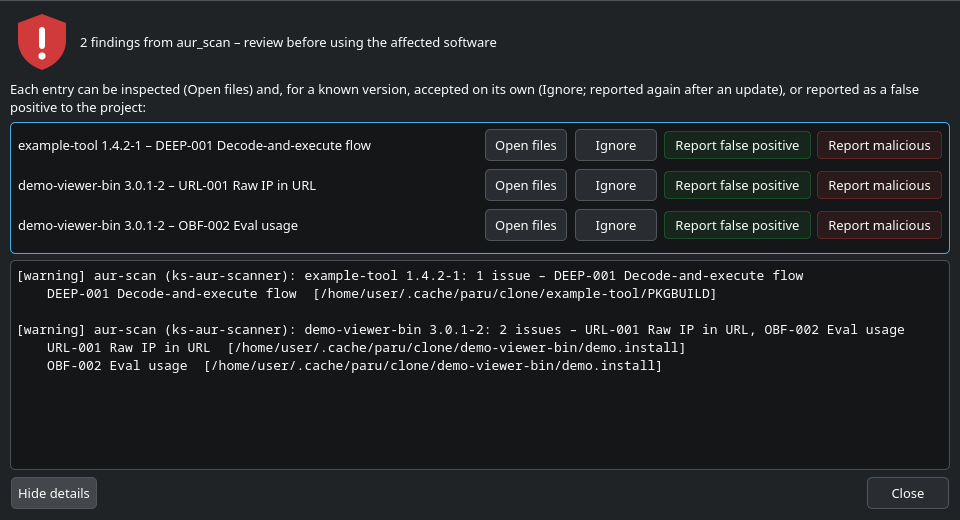 2 findings from aur_scan – review before using the affected software
Each entry can be inspected (Open files) and, for a known version, accepted on its own (Ignore; reported again after an update), or reported as a false
positive to the project:
example-tool 1.4.2-1 – DEEP-001 Decode-and-execute flow Open files Ignore Report false positive Report malicious
demo-viewer-bin 3.0.1-2 – URL-001 Raw IP in URL Open files Ignore Report false positive Report malicious
demo-viewer-bin 3.0.1-2 – OBF-002 Eval usage Open files Ignore Report false positive Report malicious
[warning] aur-scan (ks-aur-scanner): example-tool 1.4.2-1: 1 issue – DEEP-001 Decode-and-execute flow
DEEP-001 Decode-and-execute flow [/home/user/.cache/paru/clone/example-tool/PKGBUILD]
[warning] aur-scan (ks-aur-scanner): demo-viewer-bin 3.0.1-2: 2 issues – URL-001 Raw IP in URL, OBF-002 Eval usage
URL-001 Raw IP in URL [/home/user/.cache/paru/clone/demo-viewer-bin/demo.install]
OBF-002 Eval usage [/home/user/.cache/paru/clone/demo-viewer-bin/demo.install]
Hide details Close